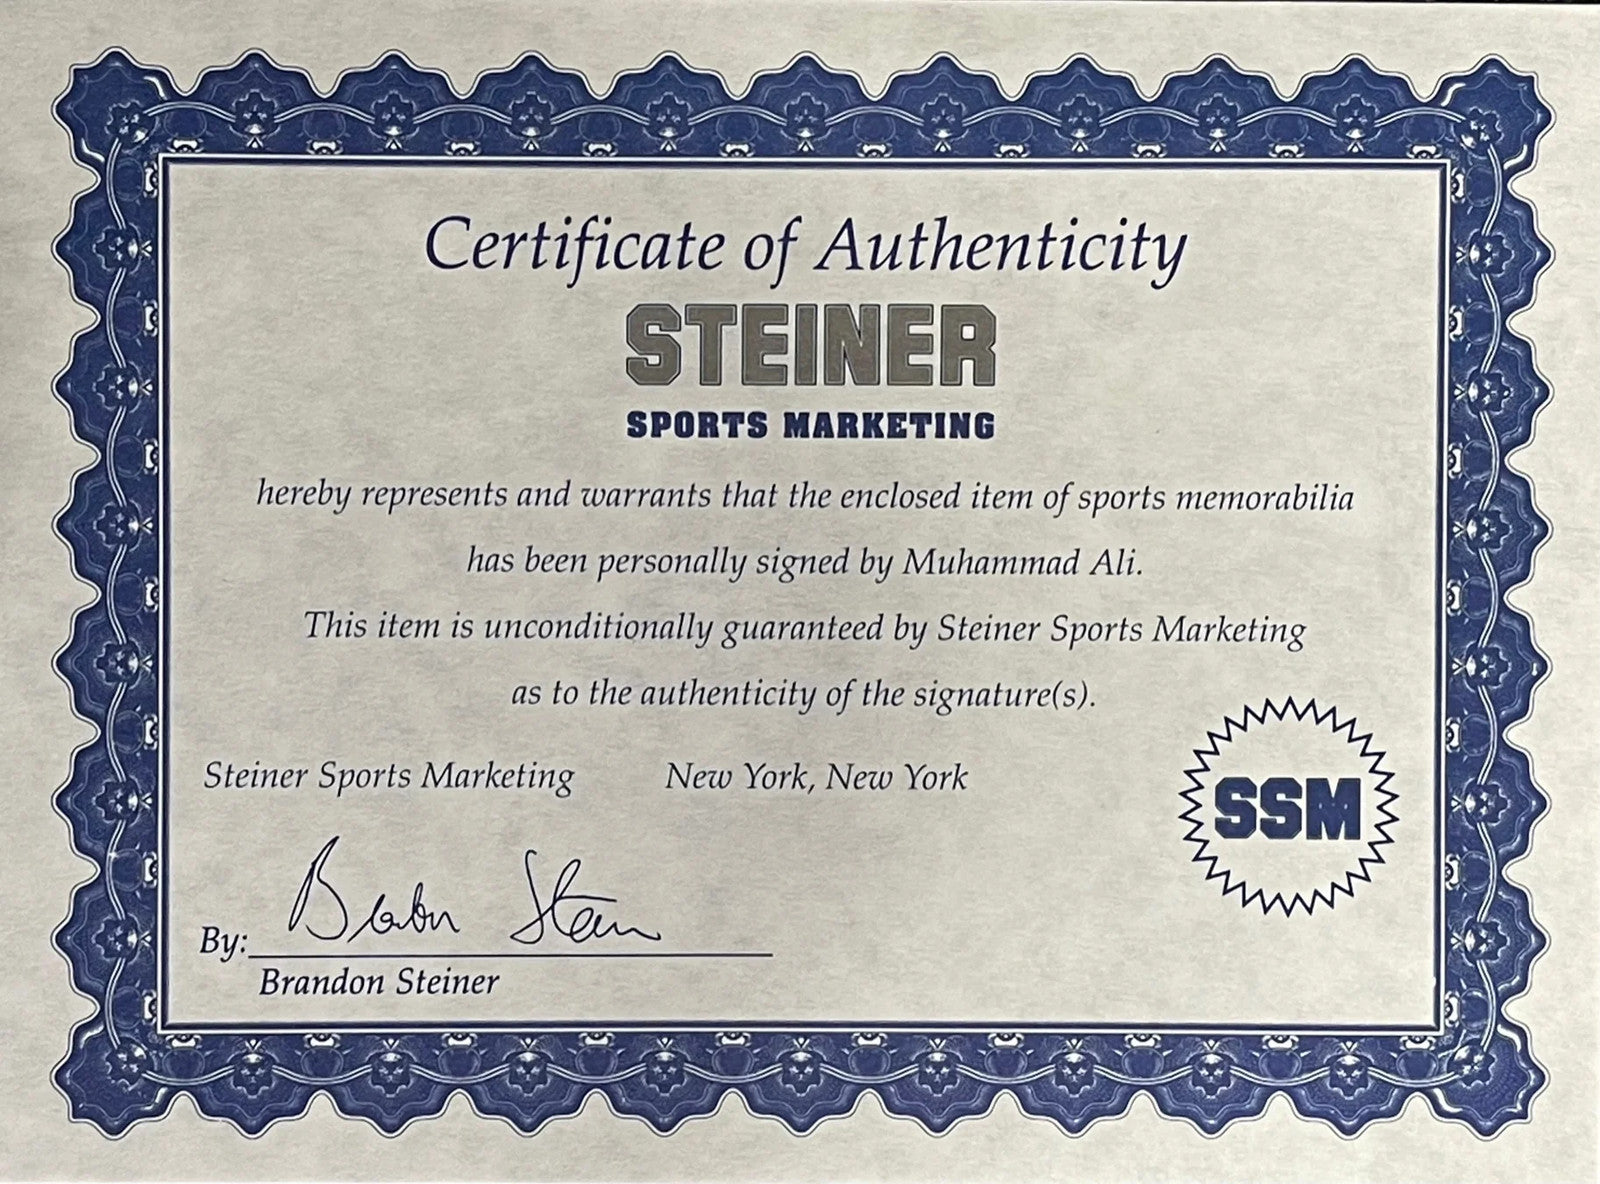 Certificate of Authenticity
STEINER
SPORTS MARKETING
hereby represents and warrants that the enclosed item of sports memorabilia
has been personally signed by Muhammad Ali.
This item is unconditionally guaranteed by Steiner Sports Marketing
as to the authenticity of the signature(s).
SSM
Steiner Sports Marketing New York, New York
By:
Brandon Steiner